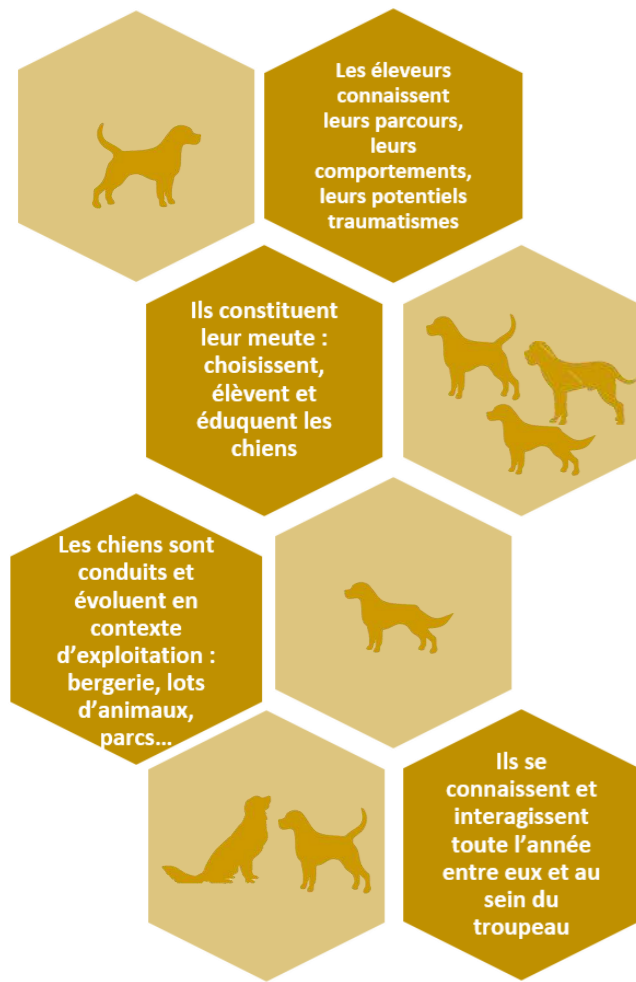 Les éleveurs
connaissent
leurs parcours,
leurs
comportements,
leurs potentiels
traumatismes
Ils constituent
leur meute :
choisissent,
élèvent et
éduquent les
chiens
Les chiens sont
conduits et
évoluent en
contexte
d’exploitation :
bergerie, lots
d’animaux,
parcs…
Ils se
connaissent et
interagissent
toute l’année
entre eux et au
sein du
troupeau